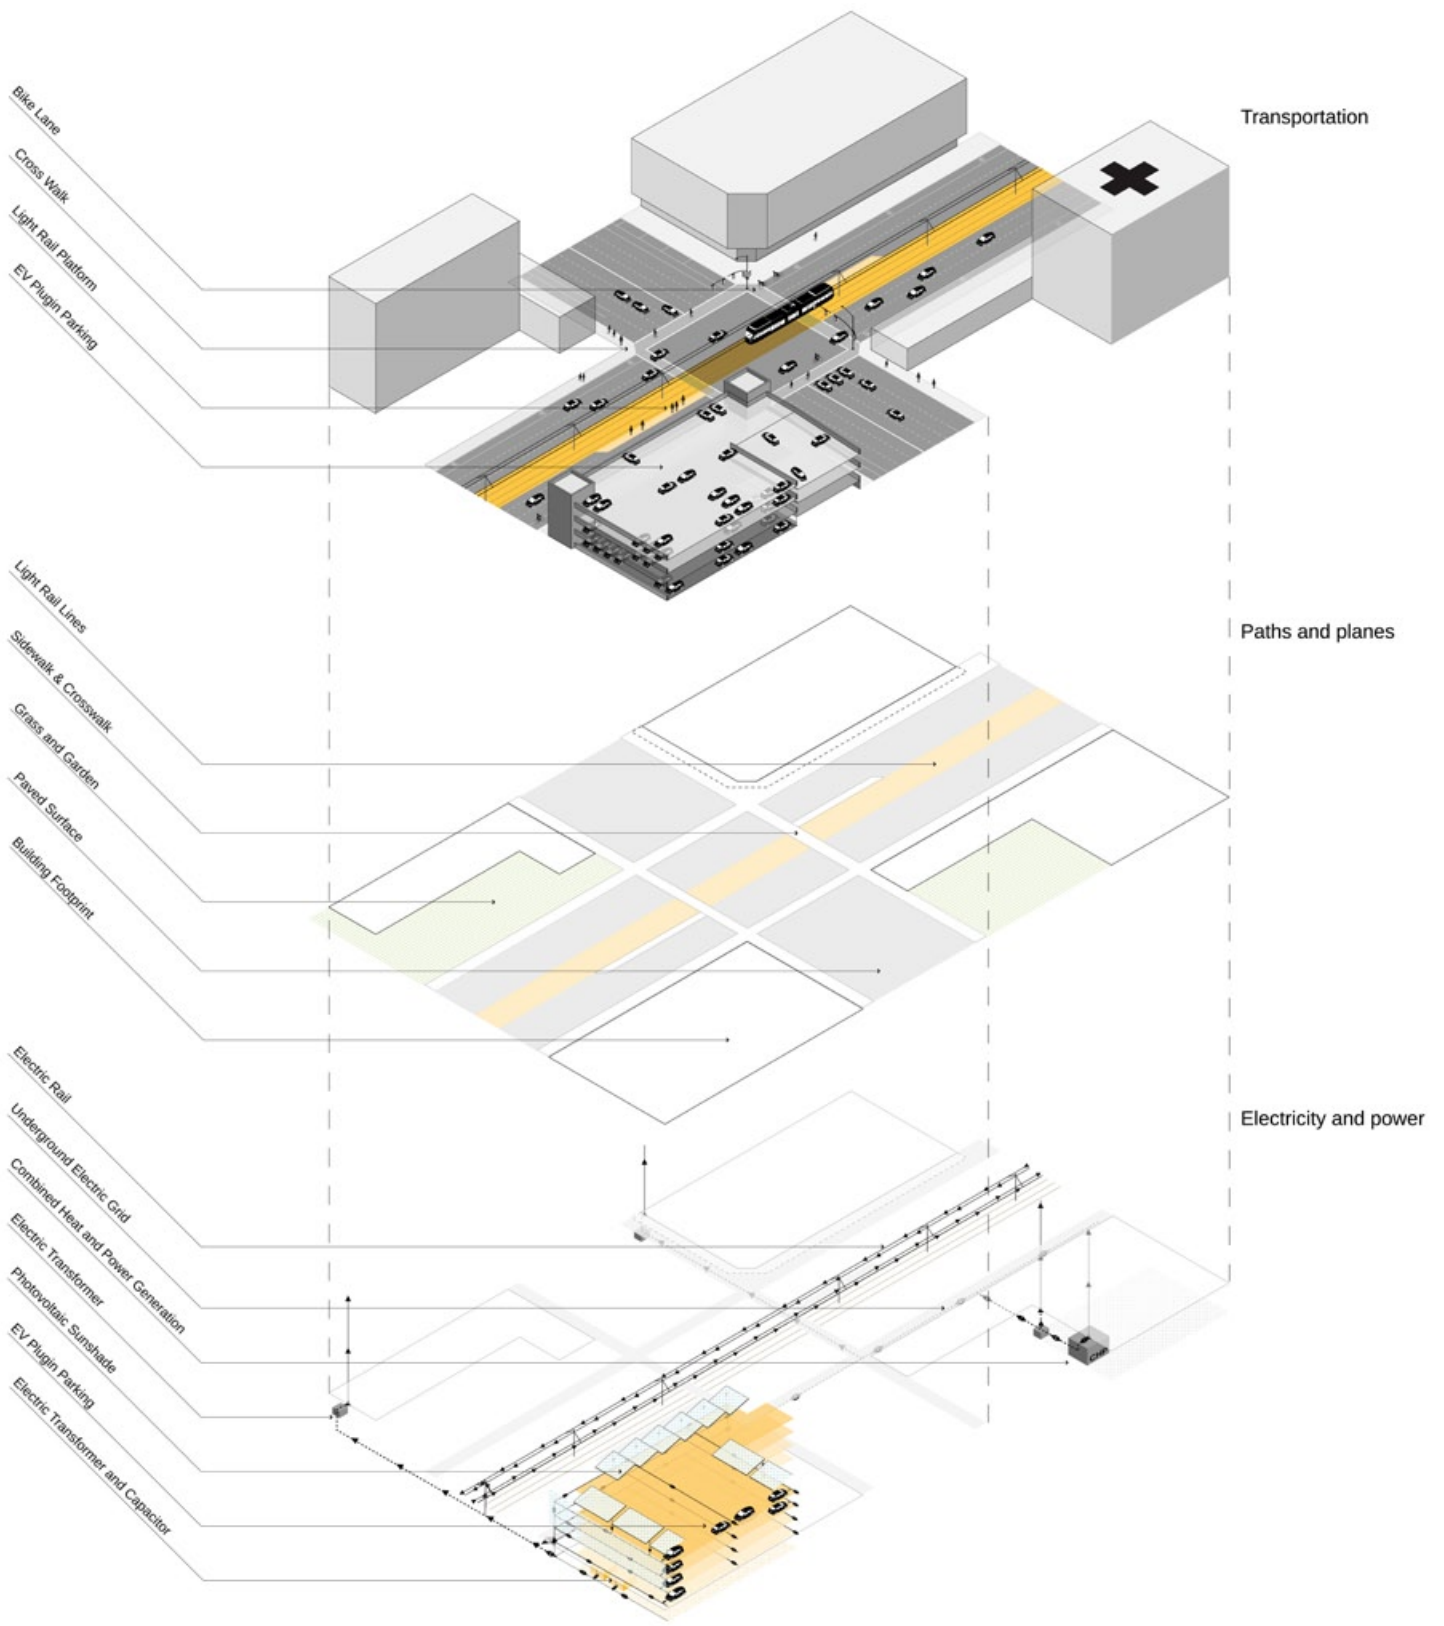 Bike Lane
Cross Walk
Light Rail Platform
EV Plugin Parking
Transportation
Light Rail Lines
Sidewalk & Crosswalk
Grass and Garden
Paved Surface
Building Footprint
Paths and planes
Electric Rail
Underground Electric Grid
Combined Heat and Power Generation
Electric Transformer
Photovoltaic Sunshade
EV Plugin Parking
Electric Transformer and Capacitor
Electricity and power
CHP